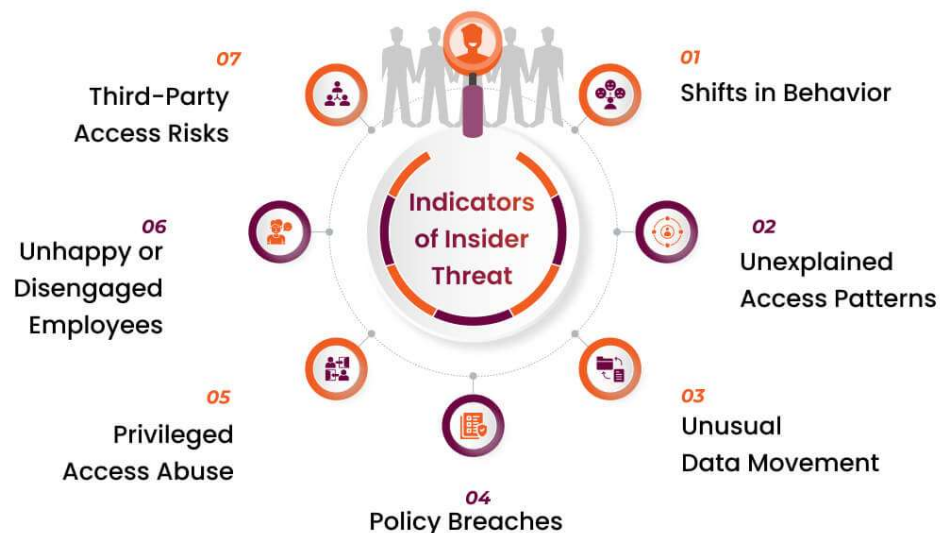 Indicators
of Insider
Threat
01
Shifts in Behavior
02
Unexplained
Access Patterns
03
Unusual
Data Movement
04
Policy Breaches
05
Privileged
Access Abuse
06
Unhappy or
Disengaged
Employees
07
Third-Party
Access Risks